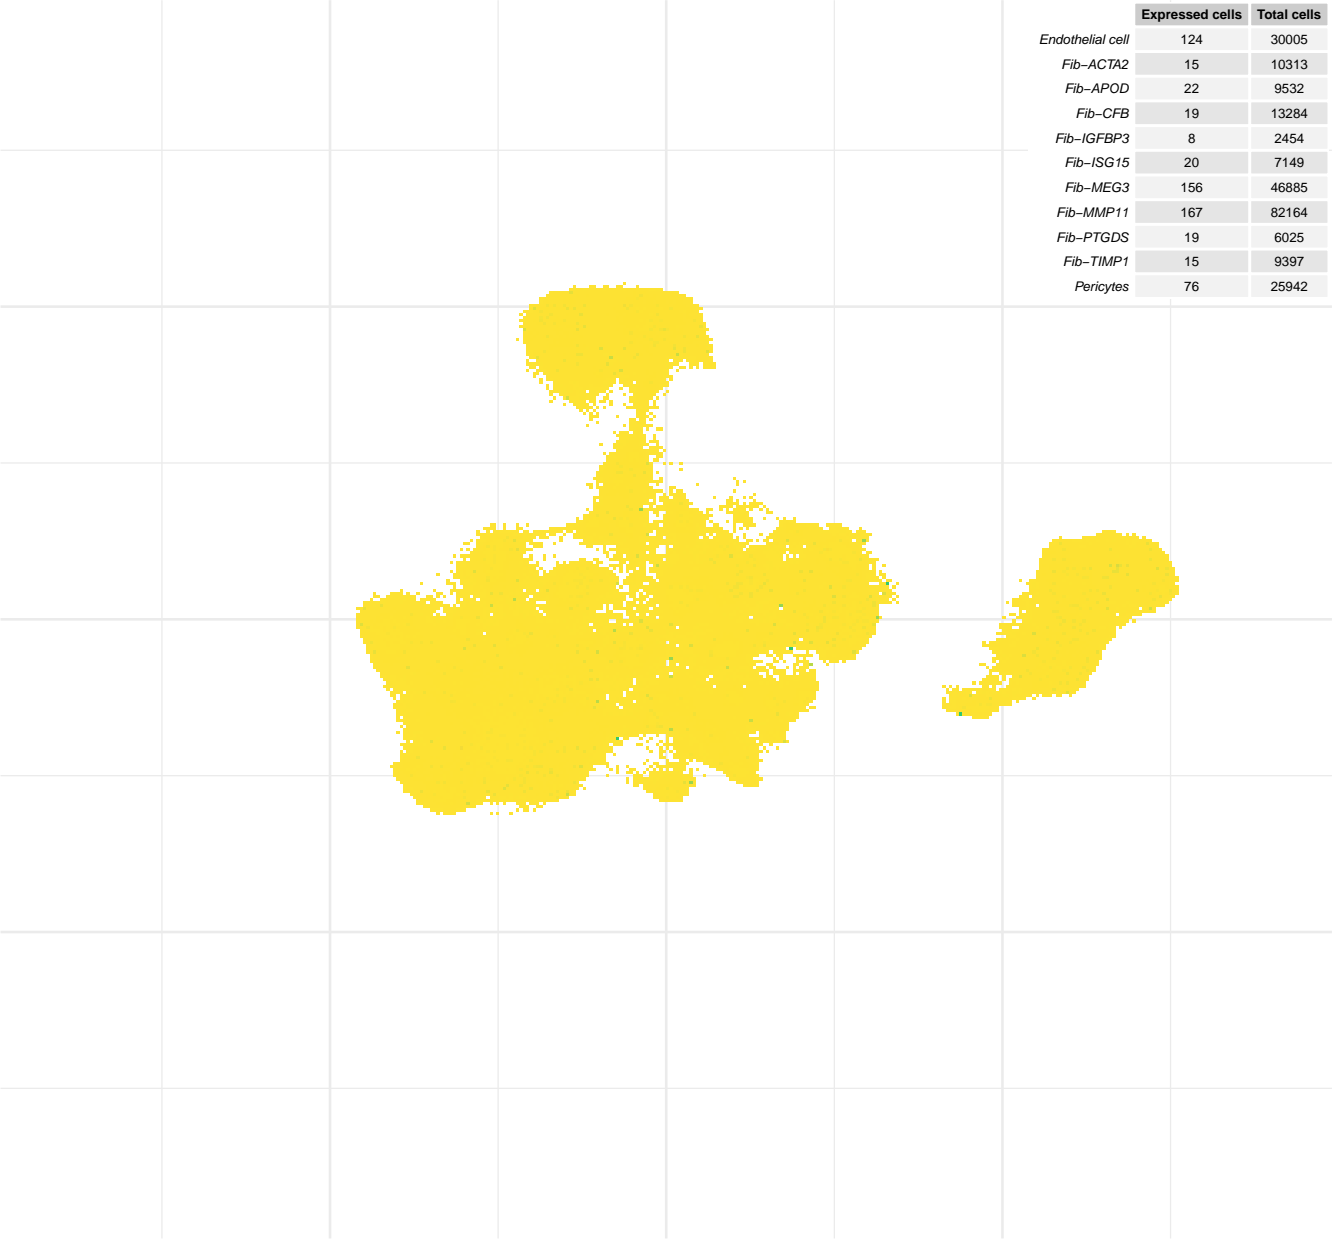 Expressed cells Total cells
Endothelial cell 124 30005
Fib−ACTA2 15 10313
Fib−APOD 22 9532
Fib−CFB 19 13284
Fib−IGFBP3 8 2454
Fib−ISG15 20 7149
Fib−MEG3 156 46885
Fib−MMP11 167 82164
Fib−PTGDS 19 6025
Fib−TIMP1 15 9397
Pericytes 76 25942